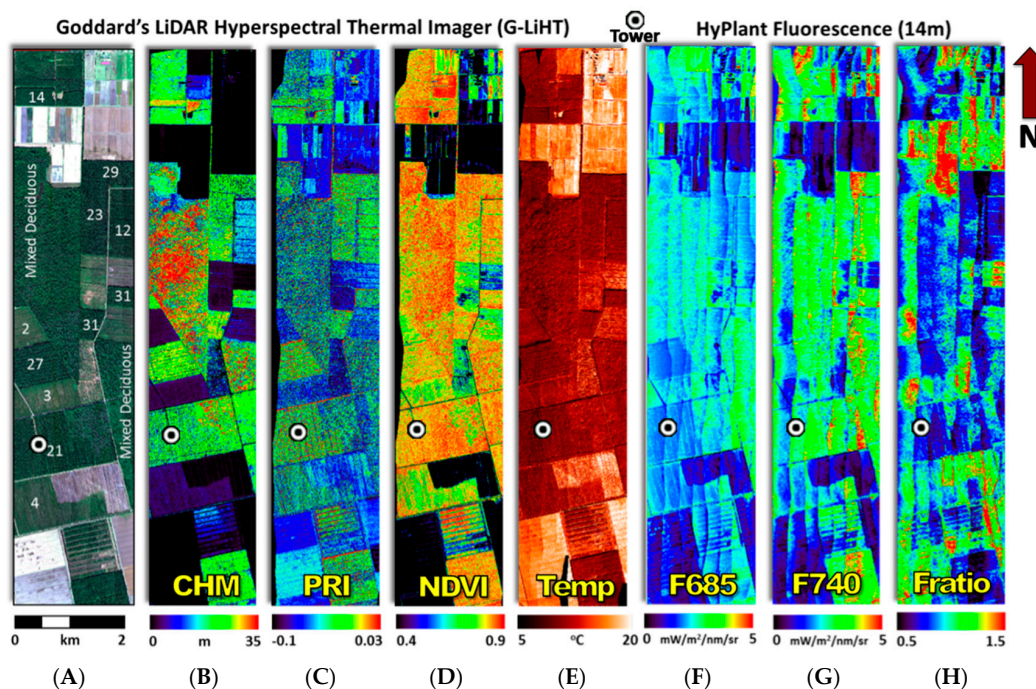 Goddard's LiDAR Hyperspectral Thermal Imager (G-LiHT)
Tower
HyPlant Fluorescence (14m)
N
14
Mixed Deciduous
29
23
12
31
31
2
27
3
Mixed Deciduous
21
4
CHM
PRI
NDVI
Temp
F685
F740
Fratio
0 km 2
0 m 35
-0.1 0.03
0.4 0.9
5 ºC 20
0 mW/m²/nm/sr 5
0 mW/m²/nm/sr 5
0.5 1.5
(A) (B) (C) (D) (E) (F) (G) (H)